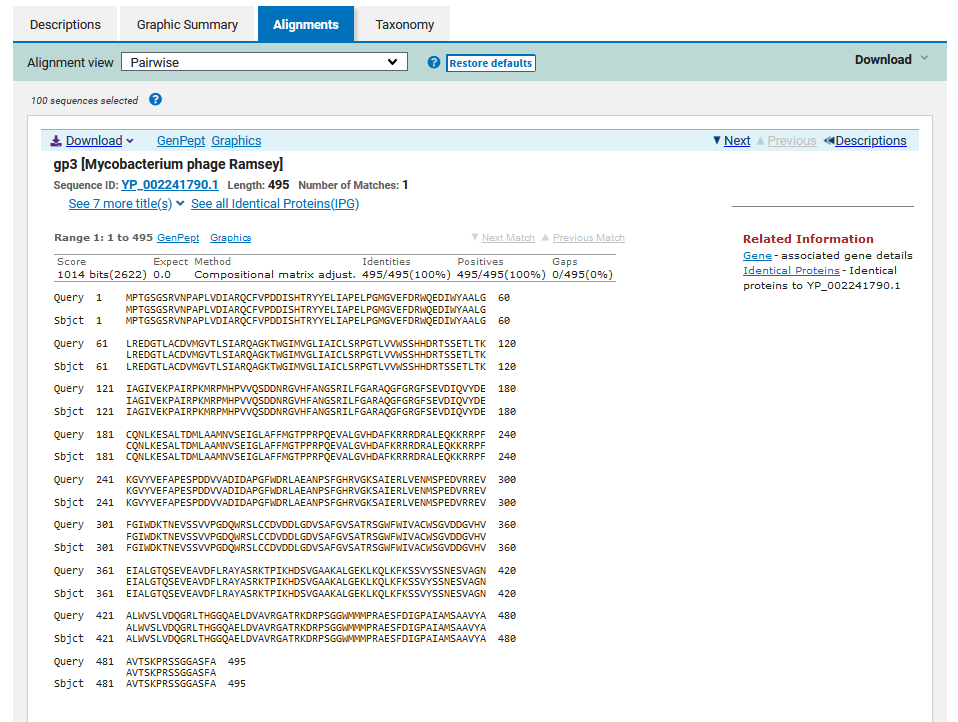 Descriptions Graphic Summary Alignments Taxonomy
Alignment view Pairwise ? Restore defaults Download
100 sequences selected ?
Download GenPept Graphics Next Previous Descriptions
gp3 [Mycobacterium phage Ramsey]
Sequence ID: YP_002241790.1 Length: 495 Number of Matches: 1
See 7 more title(s) See all Identical Proteins(IPG)
Range 1: 1 to 495 GenPept Graphics Next Match Previous Match
Score Expect Method Identities Positives Gaps
1014 bits(2622) 0.0 Compositional matrix adjust. 495/495(100%) 495/495(100%) 0/495(0%)
Query 1 MPTGSGSRVNPAPLVDIARQCFVPDDISHTRYYELIAPELPGMGVEFDRWQEDIWYAALG 60
MPTGSGSRVNPAPLVDIARQCFVPDDISHTRYYELIAPELPGMGVEFDRWQEDIWYAALG
Sbjct 1 MPTGSGSRVNPAPLVDIARQCFVPDDISHTRYYELIAPELPGMGVEFDRWQEDIWYAALG 60
Query 61 LREDGTLACDVMGVTLSIARQAGKTWGIMVGLIAICLSRPGTLVVWSSHHDRTSSETLTK 120
LREDGTLACDVMGVTLSIARQAGKTWGIMVGLIAICLSRPGTLVVWSSHHDRTSSETLTK
Sbjct 61 LREDGTLACDVMGVTLSIARQAGKTWGIMVGLIAICLSRPGTLVVWSSHHDRTSSETLTK 120
Query 121 IAGIVEKPAIRPKMRPMHPVVQSDDNRGVHFANGSRILFGARAQGFGRGFSEVDIQVYDE 180
IAGIVEKPAIRPKMRPMHPVVQSDDNRGVHFANGSRILFGARAQGFGRGFSEVDIQVYDE
Sbjct 121 IAGIVEKPAIRPKMRPMHPVVQSDDNRGVHFANGSRILFGARAQGFGRGFSEVDIQVYDE 180
Query 181 CQNLKESALTDMLAAMNVSEIGLAFFMGTPPRPQEVALGVHDAFKRRRDRALEQKKRRPF 240
CQNLKESALTDMLAAMNVSEIGLAFFMGTPPRPQEVALGVHDAFKRRRDRALEQKKRRPF
Sbjct 181 CQNLKESALTDMLAAMNVSEIGLAFFMGTPPRPQEVALGVHDAFKRRRDRALEQKKRRPF 240
Query 241 KGVYVEFAPESPDDVVADIDAPGFWDRLAEANPSFGHRVGKSAIERLVENMSPEDVRREV 300
KGVYVEFAPESPDDVVADIDAPGFWDRLAEANPSFGHRVGKSAIERLVENMSPEDVRREV
Sbjct 241 KGVYVEFAPESPDDVVADIDAPGFWDRLAEANPSFGHRVGKSAIERLVENMSPEDVRREV 300
Query 301 FGIWDKTNEVSSVVPGDQWRSLCCDVDDLGDVSAFGVSATRSGWFWIVACWSGVDDGVHV 360
FGIWDKTNEVSSVVPGDQWRSLCCDVDDLGDVSAFGVSATRSGWFWIVACWSGVDDGVHV
Sbjct 301 FGIWDKTNEVSSVVPGDQWRSLCCDVDDLGDVSAFGVSATRSGWFWIVACWSGVDDGVHV 360
Query 361 EIALGTQSEVEAVDFLRAYASRKTPIKHDSVGAAKALGEKLKQLFKSSVYSSNESVAGN 420
EIALGTQSEVEAVDFLRAYASRKTPIKHDSVGAAKALGEKLKQLFKSSVYSSNESVAGN
Sbjct 361 EIALGTQSEVEAVDFLRAYASRKTPIKHDSVGAAKALGEKLKQLFKSSVYSSNESVAGN 420
Query 421 ALWVSLVDQGRLTHGGQAELDVAVRGATRKDRPSGGWMMMPRAESFDIGPAIAMSAAVYA 480
ALWVSLVDQGRLTHGGQAELDVAVRGATRKDRPSGGWMMMPRAESFDIGPAIAMSAAVYA
Sbjct 421 ALWVSLVDQGRLTHGGQAELDVAVRGATRKDRPSGGWMMMPRAESFDIGPAIAMSAAVYA 480
Query 481 AVTSKPRSSGGASFA 495
AVTSKPRSSGGASFA
Sbjct 481 AVTSKPRSSGGASFA 495
Related Information
Gene - associated gene details
Identical Proteins - Identical
proteins to YP_002241790.1